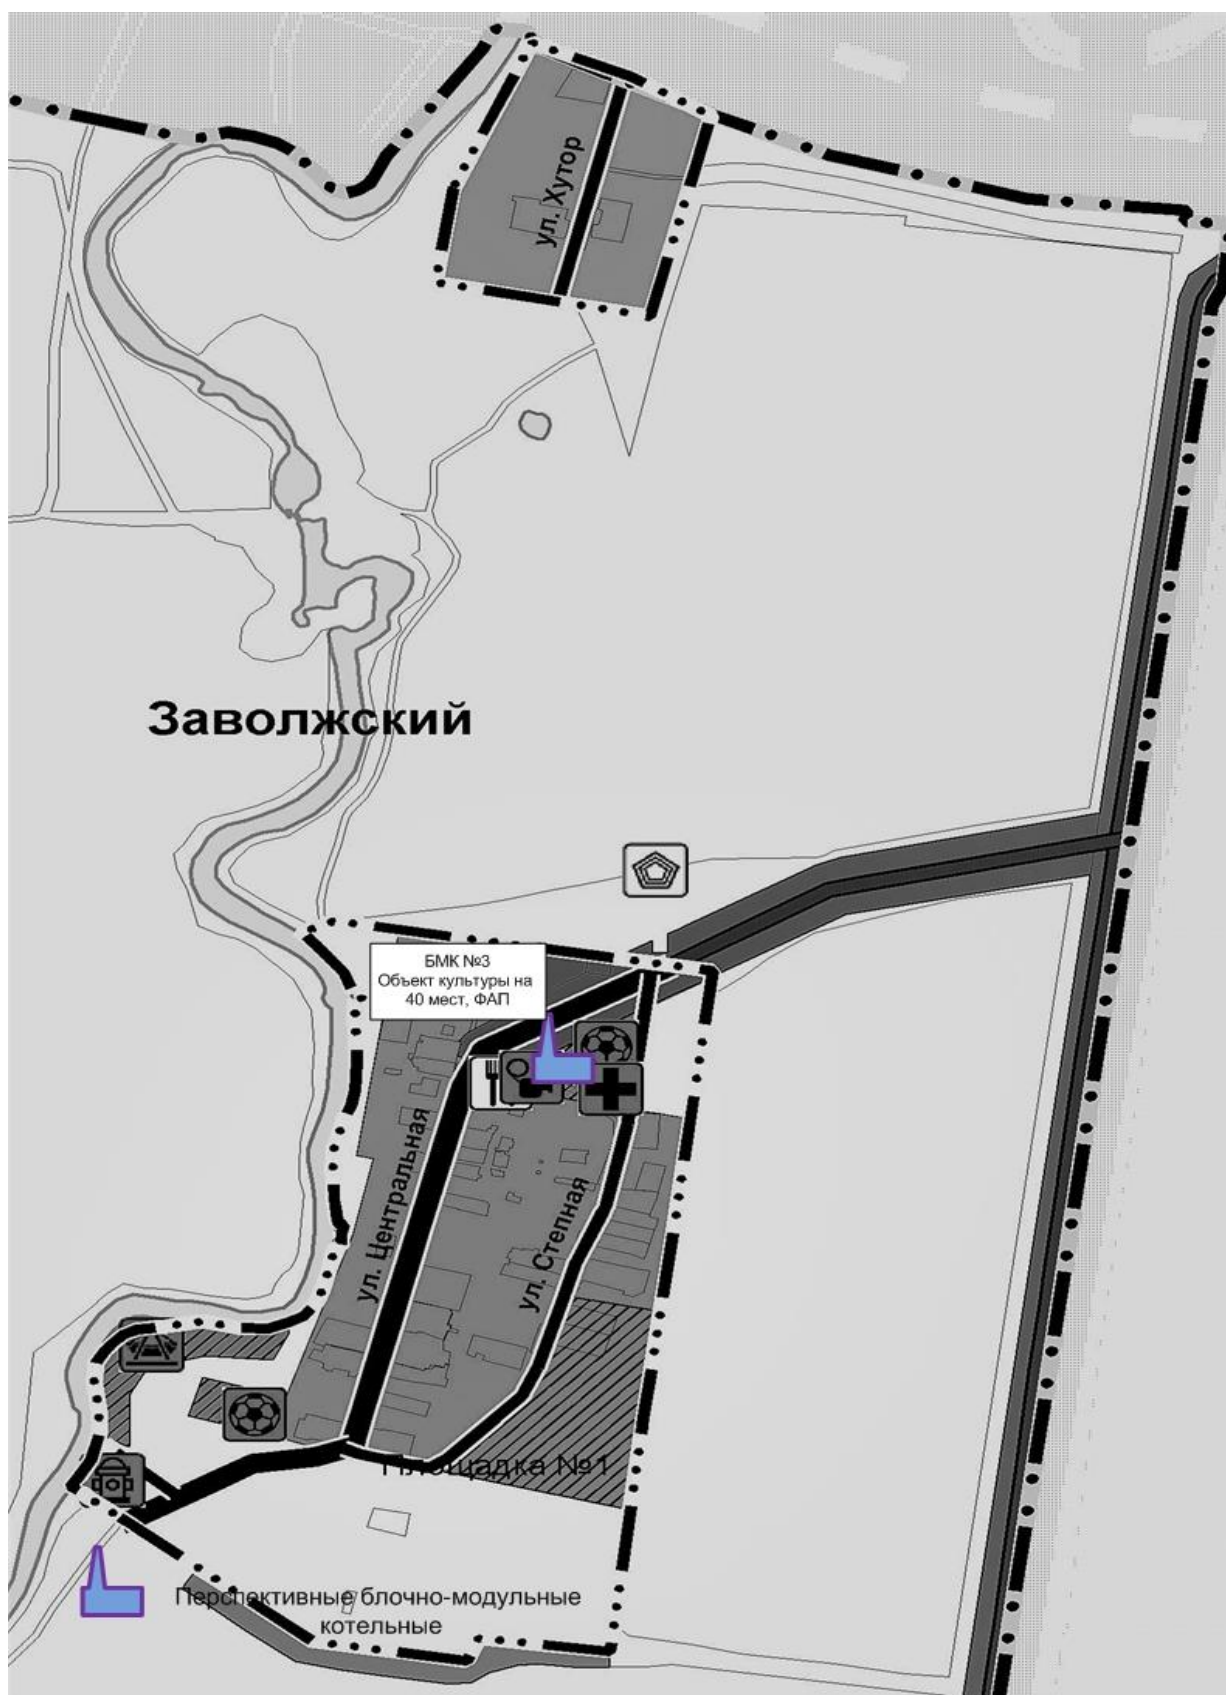 ул. Хутор
Заволжский
БМК №3
Объект культуры на
40 мест, ФАП
ул. Центральная
ул. Степная
Площадка №1
Перспективные блочно-модульные
котельные